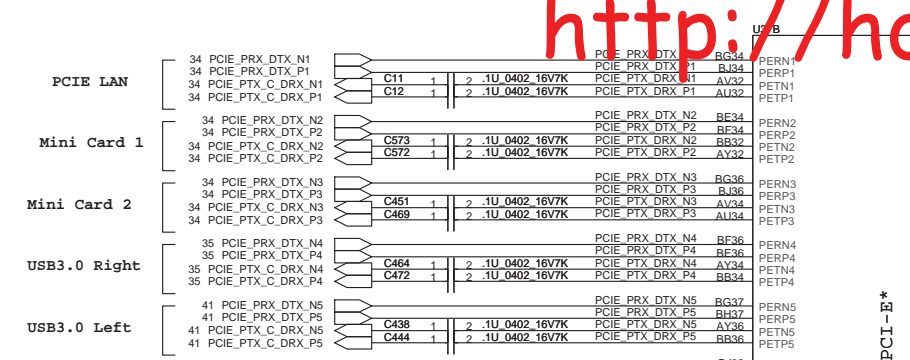 http://ho
PCIE LAN
34 PCIE_PRX_DTX_N1 PCIE_PRX_DTX BG34 PERN1
34 PCIE_PRX_DTX_P1 PCIE_PRX_DTX_P1 BJ34 PERP1
34 PCIE_PTX_C_DRX_N1 C11 1 2 .1U_0402_16V7K PCIE_PTX_DRX_N1 AV32 PETN1
34 PCIE_PTX_C_DRX_P1 C12 1 2 .1U_0402_16V7K PCIE_PTX_DRX_P1 AU32 PETP1
Mini Card 1
34 PCIE_PRX_DTX_N2 PCIE_PRX_DTX_N2 BE34 PERN2
34 PCIE_PRX_DTX_P2 PCIE_PRX_DTX_P2 BF34 PERP2
34 PCIE_PTX_C_DRX_N2 C573 1 2 .1U_0402_16V7K PCIE_PTX_DRX_N2 BB32 PETN2
34 PCIE_PTX_C_DRX_P2 C572 1 2 .1U_0402_16V7K PCIE_PTX_DRX_P2 AY32 PETP2
Mini Card 2
34 PCIE_PRX_DTX_N3 PCIE_PRX_DTX_N3 BG36 PERN3
34 PCIE_PRX_DTX_P3 PCIE_PRX_DTX_P3 BJ36 PERP3
34 PCIE_PTX_C_DRX_N3 C451 1 2 .1U_0402_16V7K PCIE_PTX_DRX_N3 AV34 PETN3
34 PCIE_PTX_C_DRX_P3 C469 1 2 .1U_0402_16V7K PCIE_PTX_DRX_P3 AU34 PETP3
USB3.0 Right
35 PCIE_PRX_DTX_N4 PCIE_PRX_DTX_N4 BF36 PERN4
35 PCIE_PRX_DTX_P4 PCIE_PRX_DTX_P4 BE36 PERP4
35 PCIE_PTX_C_DRX_N4 C464 1 2 .1U_0402_16V7K PCIE_PTX_DRX_N4 AY34 PETN4
35 PCIE_PTX_C_DRX_P4 C472 1 2 .1U_0402_16V7K PCIE_PTX_DRX_P4 BB34 PETP4
USB3.0 Left
41 PCIE_PRX_DTX_N5 PCIE_PRX_DTX_N5 BG37 PERN5
41 PCIE_PRX_DTX_P5 PCIE_PRX_DTX_P5 BH37 PERP5
41 PCIE_PTX_C_DRX_N5 C438 1 2 .1U_0402_16V7K PCIE_PTX_DRX_N5 AY36 PETN5
41 PCIE_PTX_C_DRX_P5 C444 1 2 .1U_0402_16V7K PCIE_PTX_DRX_P5 BB36 PETP5
PCI-E*